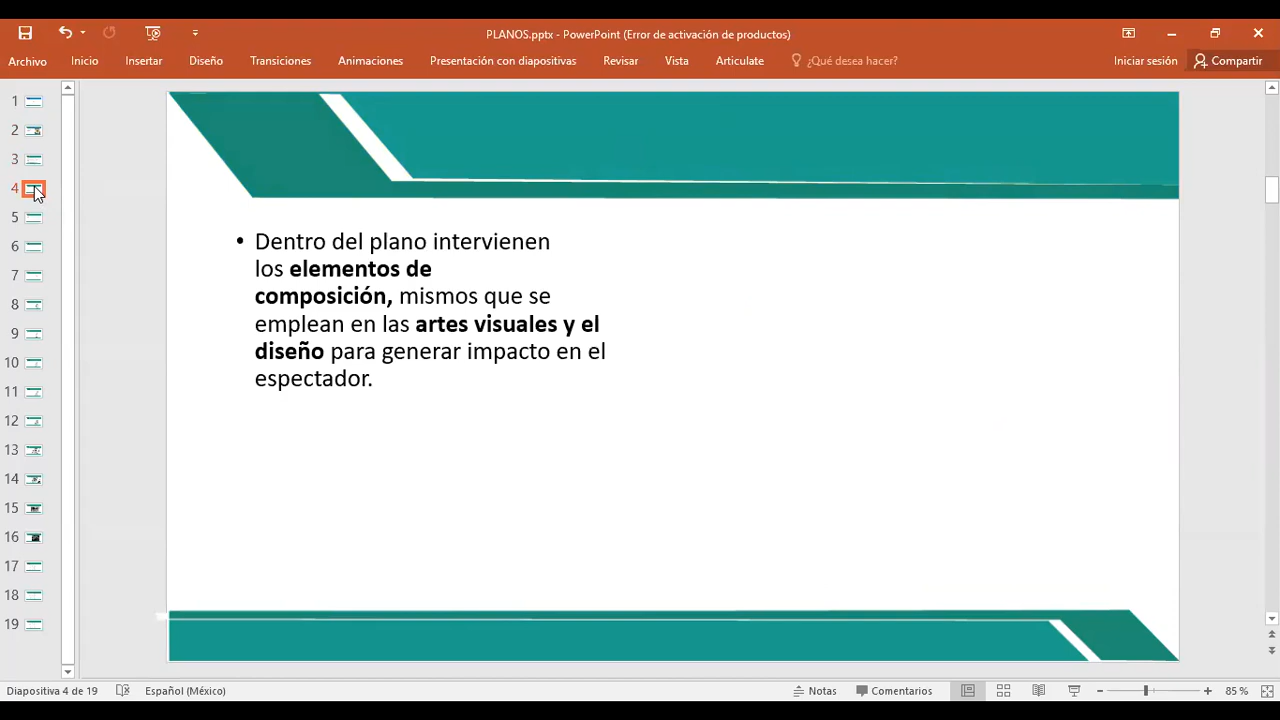 PLANOS.pptx - PowerPoint (Error de activación de productos)
Archivo Inicio Insertar Diseño Transiciones Animaciones Presentación con diapositivas Revisar Vista Articulate ¿Qué desea hacer? Iniciar sesión Compartir
1
2
3
4
5
6
7
8
9
10
11
12
13
14
15
16
17
18
19
• Dentro del plano intervienen
los elementos de
composición, mismos que se
emplean en las artes visuales y el
diseño para generar impacto en el
espectador.
Diapositiva 4 de 19 Español (México) Notas Comentarios 85 %